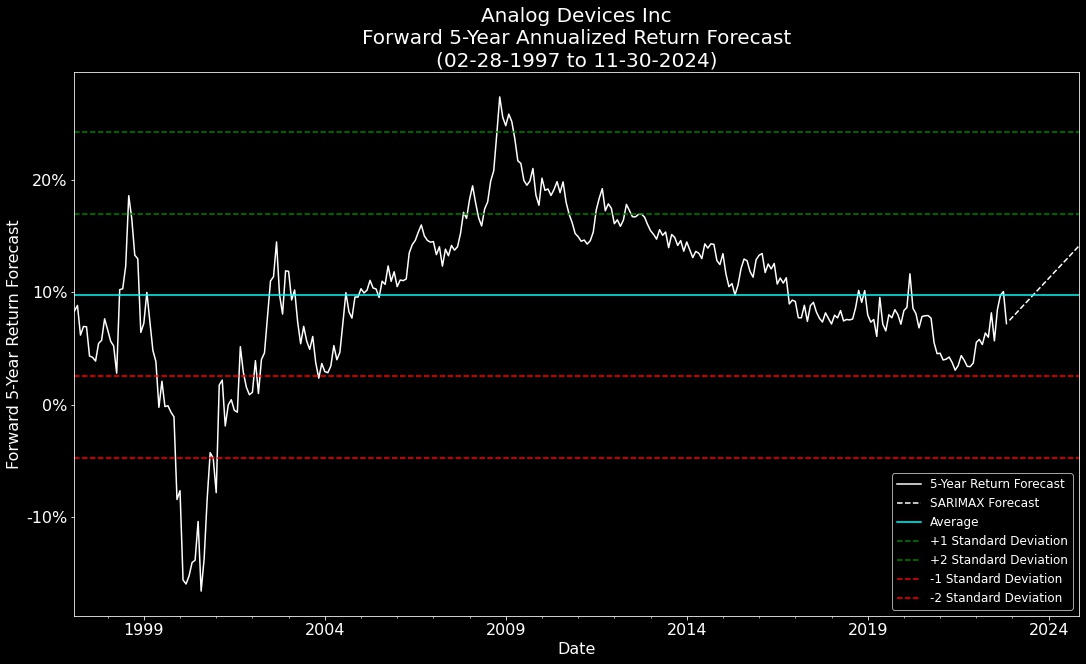 Analog Devices Inc
Forward 5-Year Annualized Return Forecast
(02-28-1997 to 11-30-2024)
Forward 5-Year Return Forecast
20%
10%
0%
-10%
1999
2004
2009
2014
2019
2024
Date
5-Year Return Forecast
SARIMAX Forecast
Average
+1 Standard Deviation
+2 Standard Deviation
-1 Standard Deviation
-2 Standard Deviation